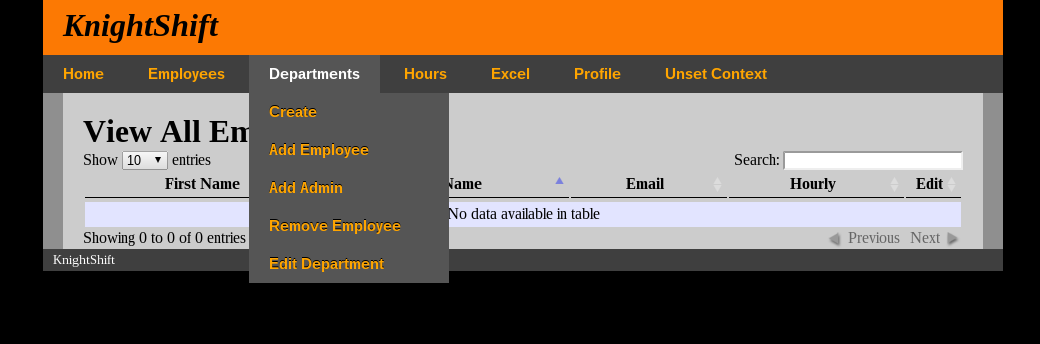 KnightShift
Home Employees Departments Hours Excel Profile Unset Context
Create
Add Employee
Add Admin
Remove Employee
Edit Department
View All Em
Show 10 entries Search:
First Name Name Email Hourly Edit
No data available in table
Showing 0 to 0 of 0 entries Previous Next
KnightShift